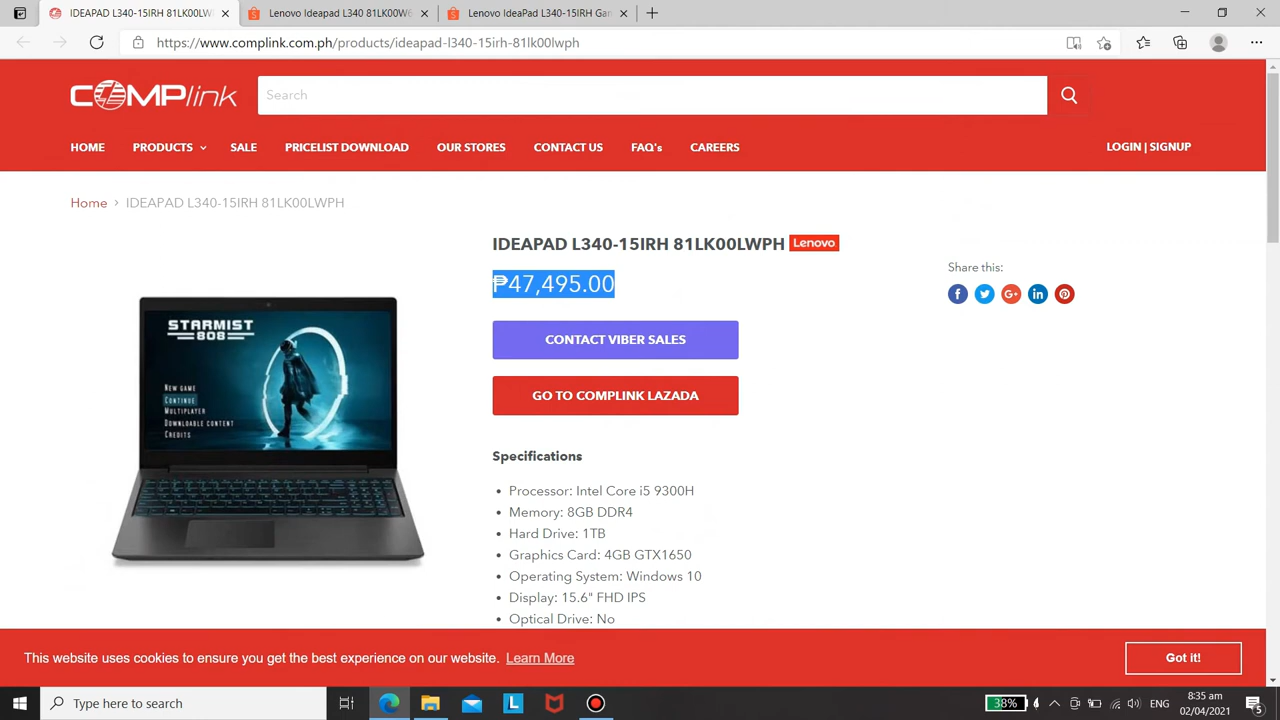 IDEAPAD L340-15IRH 81LK00LW
Lenovo Ideapad L340 81LK00W6
Lenovo IdeaPad L340-15IRH Gan
https://www.complink.com.ph/products/ideapad-l340-15irh-81lk00lwph
COMPlink
Search
HOME PRODUCTS SALE PRICELIST DOWNLOAD OUR STORES CONTACT US FAQ's CAREERS LOGIN | SIGNUP
Home > IDEAPAD L340-15IRH 81LK00LWPH
IDEAPAD L340-15IRH 81LK00LWPH Lenovo
₱47,495.00
Share this:
CONTACT VIBER SALES
GO TO COMPLINK LAZADA
STARMIST
808
NEW GAME
CONTINUE
MULTIPLAYER
DOWNLOADABLE CONTENT
CREDITS
Specifications
• Processor: Intel Core i5 9300H
• Memory: 8GB DDR4
• Hard Drive: 1TB
• Graphics Card: 4GB GTX1650
• Operating System: Windows 10
• Display: 15.6" FHD IPS
• Optical Drive: No
This website uses cookies to ensure you get the best experience on our website. Learn More
Got it!
Type here to search
38%
ENG
8:35 am
02/04/2021
5